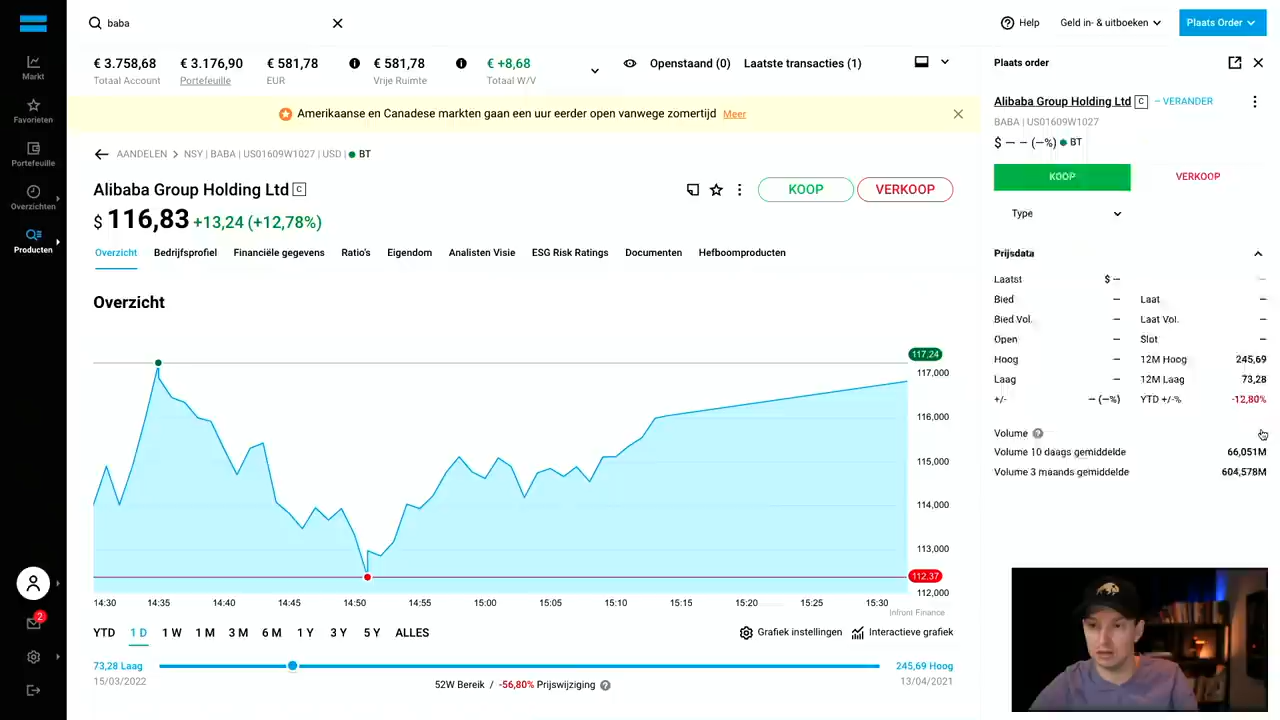 baba
Help
Geld in- & uitboeken
Plaats Order
€ 3.758,68
Totaal Account
€ 3.176,90
Portefeuille
€ 581,78
EUR
€ 581,78
Vrije Ruimte
€ +8,68
Totaal W/V
Openstaand (0)
Laatste transacties (1)
Amerikaanse en Canadese markten gaan een uur eerder open vanwege zomertijd Meer
Markt
Favorieten
Portefeuille
Overzichten
Producten
2
AANDELEN > NSY | BABA | US01609W1027 | USD | BT
Alibaba Group Holding Ltd C
KOOP
VERKOOP
$ 116,83 +13,24 (+12,78%)
Overzicht
Bedrijfsprofiel
Financiële gegevens
Ratio's
Eigendom
Analisten Visie
ESG Risk Ratings
Documenten
Hefboomproducten
Overzicht
117,24
117,000
116,000
115,000
114,000
113,000
112,37
112,000
14:30 14:35 14:40 14:45 14:50 14:55 15:00 15:05 15:10 15:15 15:20 15:25 15:30
Infront Finance
YTD 1 D 1 W 1 M 3 M 6 M 1 Y 3 Y 5 Y ALLES
Grafiek instellingen
Interactieve grafiek
73,28 Laag
245,69 Hoog
15/03/2022
52W Bereik / -56,80% Prijswijziging
13/04/2021
Plaats order
Alibaba Group Holding Ltd C – VERANDER
BABA | US01609W1027
$ – – (–%) BT
KOOP
VERKOOP
Type
Prijsdata
Laatst $ – –
Bied – Laat –
Bied Vol. – Laat Vol. –
Open – Slot –
Hoog – 12M Hoog 245,69
Laag – 12M Laag 73,28
+/- – (–%) YTD +/-% -12,80%
Volume
Volume 10 daags gemiddelde 66,051M
Volume 3 maands gemiddelde 604,578M